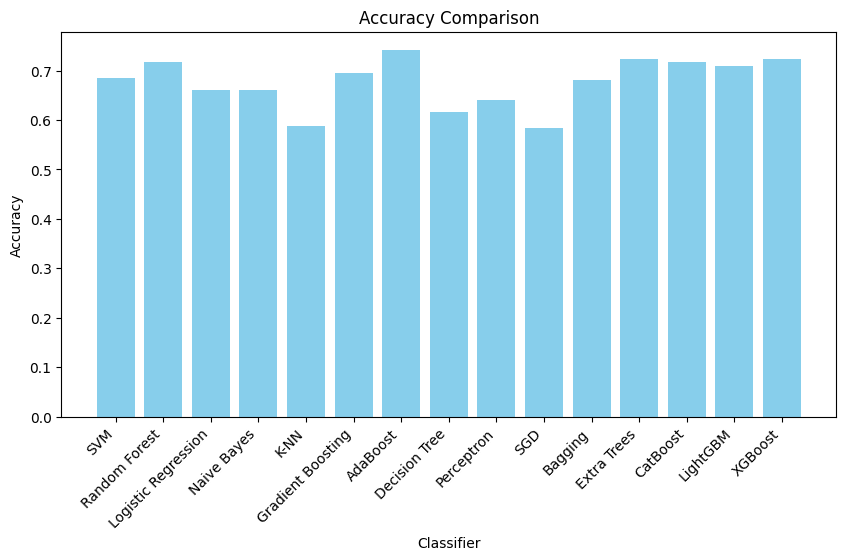 Accuracy Comparison
Accuracy
0.7
0.6
0.5
0.4
0.3
0.2
0.1
0.0
SVM
Random Forest
Logistic Regression
Naive Bayes
K-NN
Gradient Boosting
AdaBoost
Decision Tree
Perceptron
SGD
Bagging
Extra Trees
CatBoost
LightGBM
XGBoost
Classifier